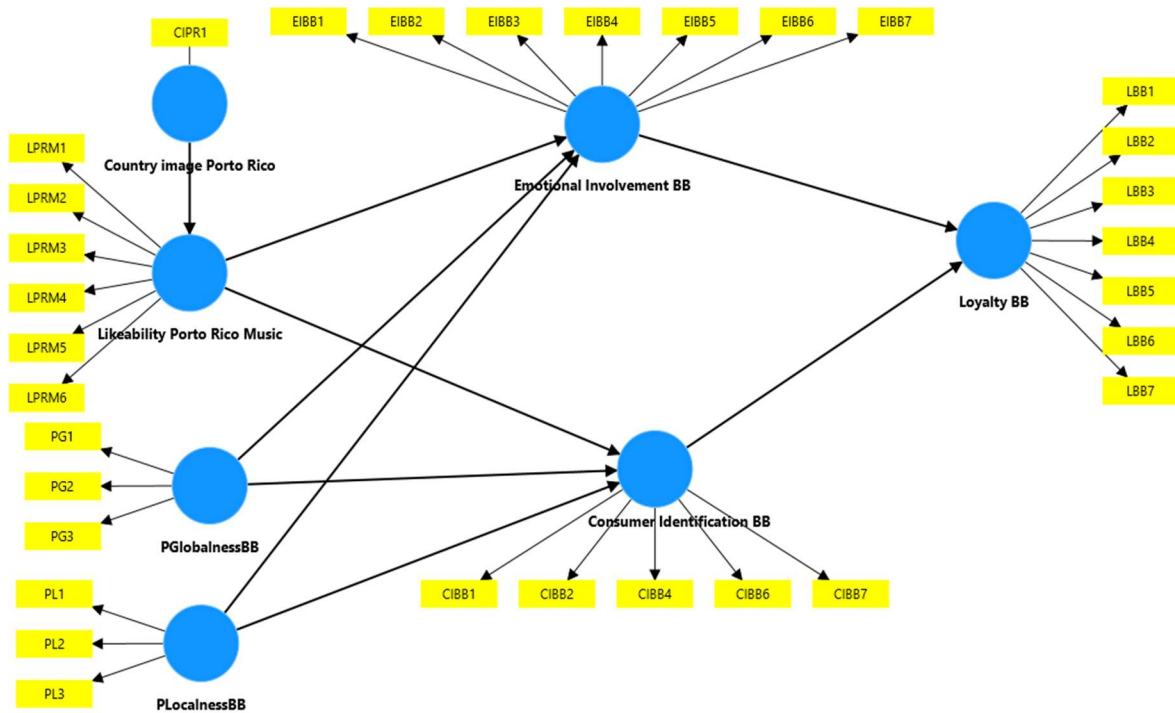 CIPR1
EIBB1 EIBB2 EIBB3 EIBB4 EIBB5 EIBB6 EIBB7
Country image Porto Rico
LPRM1
LPRM2
LPRM3
LPRM4
LPRM5
LPRM6
Likeability Porto Rico Music
Emotional Involvement BB
LBB1
LBB2
LBB3
LBB4
LBB5
LBB6
LBB7
Loyalty BB
PG1
PG2
PG3
PGlobalnessBB
Consumer Identification BB
CIBB1 CIBB2 CIBB4 CIBB6 CIBB7
PL1
PL2
PL3
PLocalnessBB